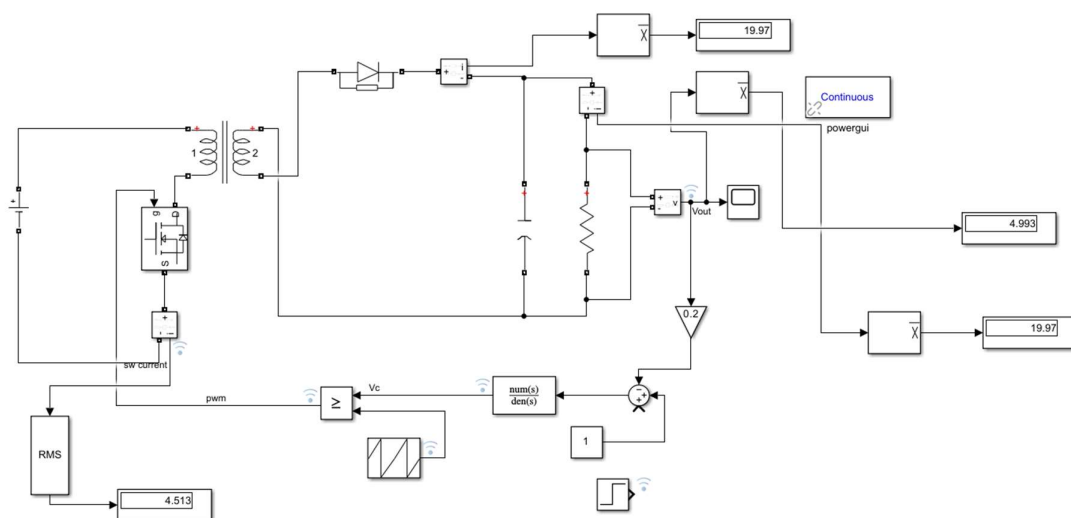 19.97
X
i
+
-
Continuous
powergui
X
+
i
-
1
2
+
+
+
g
D
S
+
-
v
Vout
4.993
0.2
X
19.97
+
-
i
sw current
pwm
≥
Vc
num(s)
den(s)
-
+
+
1
RMS
4.513